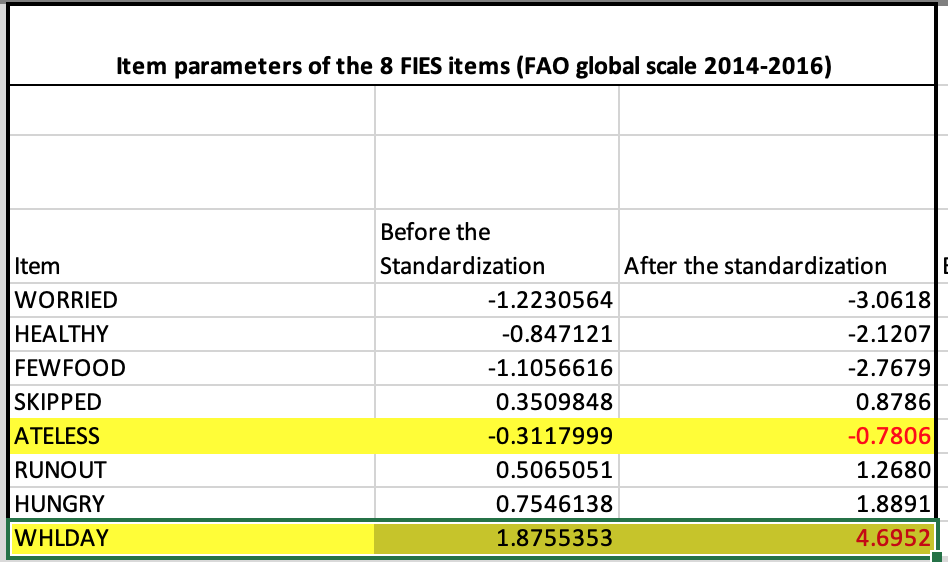 Item parameters of the 8 FIES items (FAO global scale 2014-2016)
Before the
Item Standardization After the standardization
WORRIED -1.2230564 -3.0618
HEALTHY -0.847121 -2.1207
FEWFOOD -1.1056616 -2.7679
SKIPPED 0.3509848 0.8786
ATELESS -0.3117999 -0.7806
RUNOUT 0.5065051 1.2680
HUNGRY 0.7546138 1.8891
WHLDAY 1.8755353 4.6952